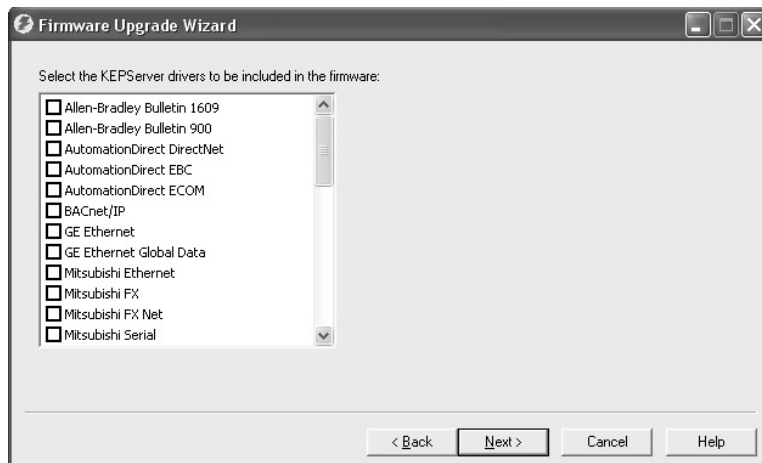 Firmware Upgrade Wizard
Select the KEPServer drivers to be included in the firmware:
Allen-Bradley Bulletin 1609
Allen-Bradley Bulletin 900
AutomationDirect DirectNet
AutomationDirect EBC
AutomationDirect ECOM
BACnet/IP
GE Ethernet
GE Ethernet Global Data
Mitsubishi Ethernet
Mitsubishi FX
Mitsubishi FX Net
Mitsubishi Serial
< Back Next > Cancel Help